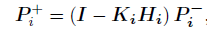 $P_i^+ = (I - K_i H_i) \, P_i^-,$